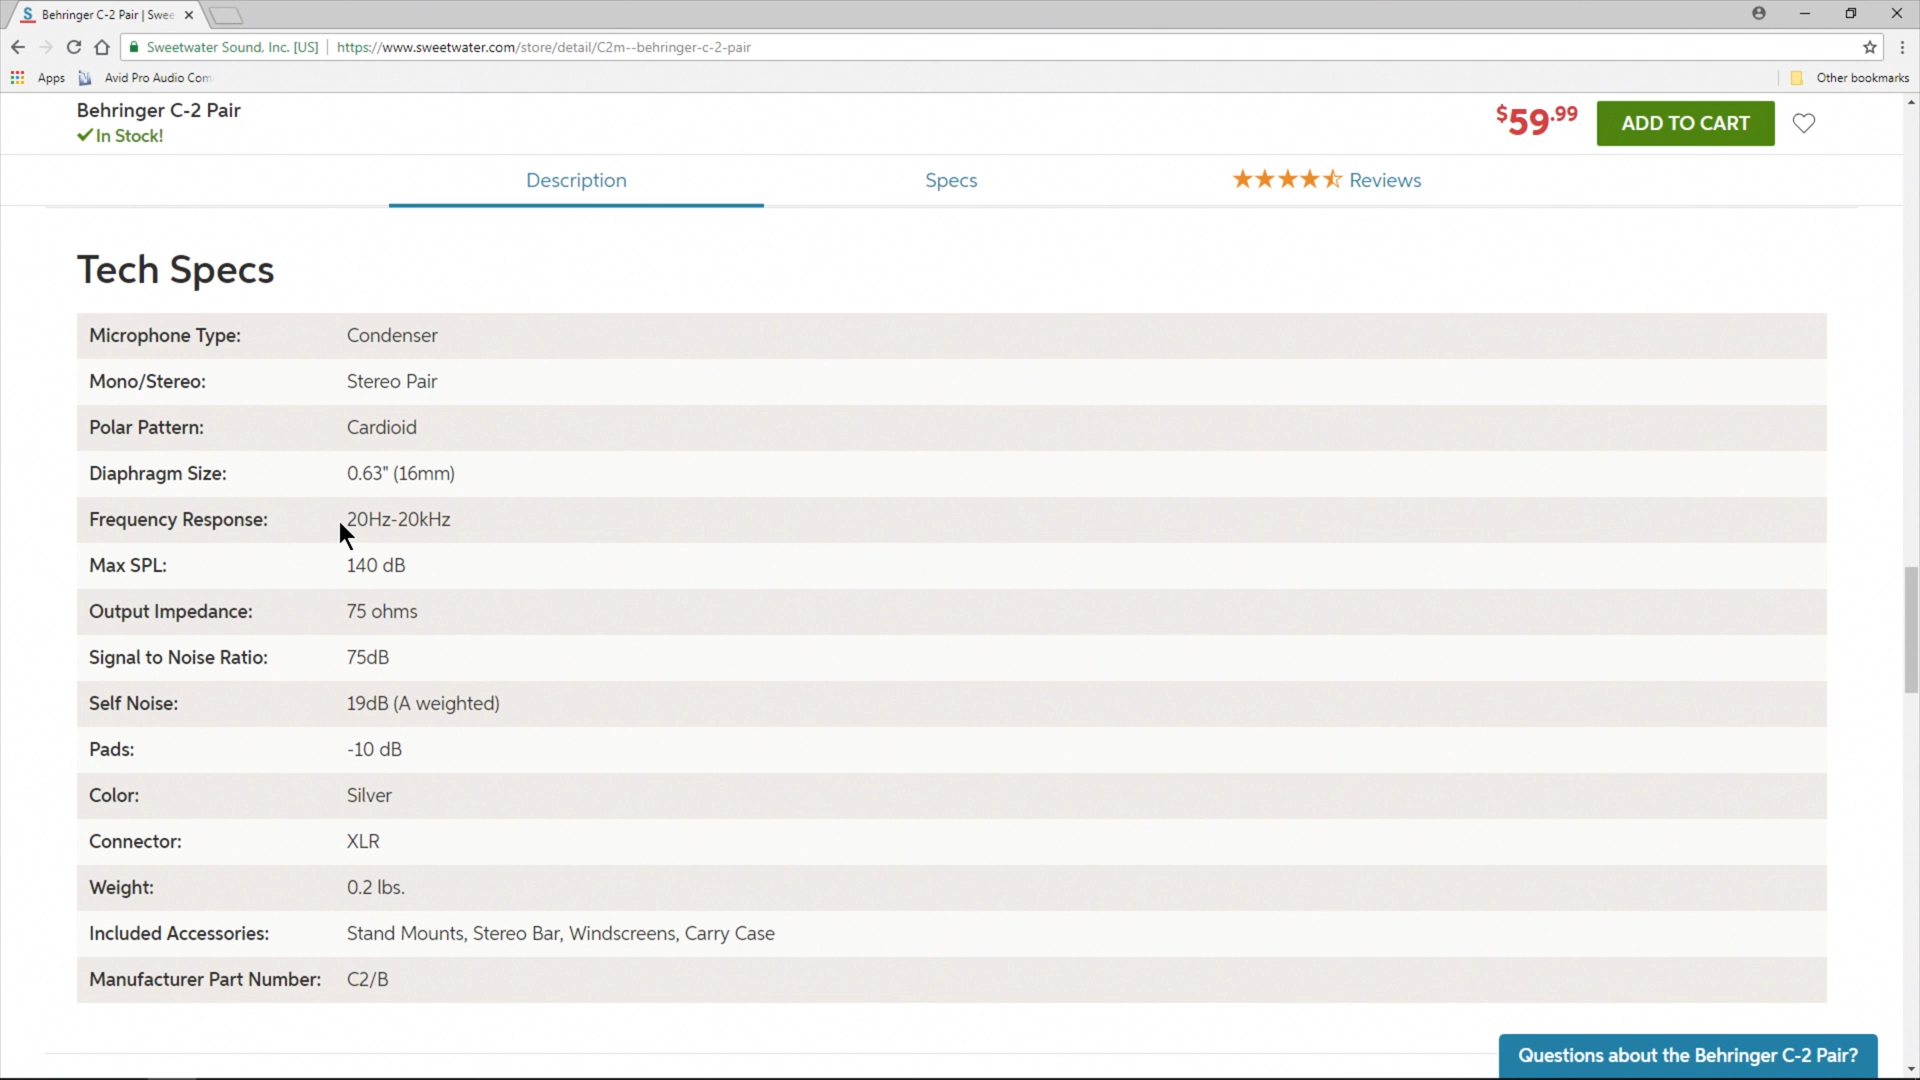 Behringer C-2 Pair | Swee
Sweetwater Sound, Inc. [US] | https://www.sweetwater.com/store/detail/C2m--behringer-c-2-pair
Apps Avid Pro Audio Com Other bookmarks
Behringer C-2 Pair
In Stock!
$59.99 ADD TO CART
Description Specs Reviews
Tech Specs
Microphone Type: Condenser
Mono/Stereo: Stereo Pair
Polar Pattern: Cardioid
Diaphragm Size: 0.63" (16mm)
Frequency Response: 20Hz-20kHz
Max SPL: 140 dB
Output Impedance: 75 ohms
Signal to Noise Ratio: 75dB
Self Noise: 19dB (A weighted)
Pads: -10 dB
Color: Silver
Connector: XLR
Weight: 0.2 lbs.
Included Accessories: Stand Mounts, Stereo Bar, Windscreens, Carry Case
Manufacturer Part Number: C2/B
Questions about the Behringer C-2 Pair?